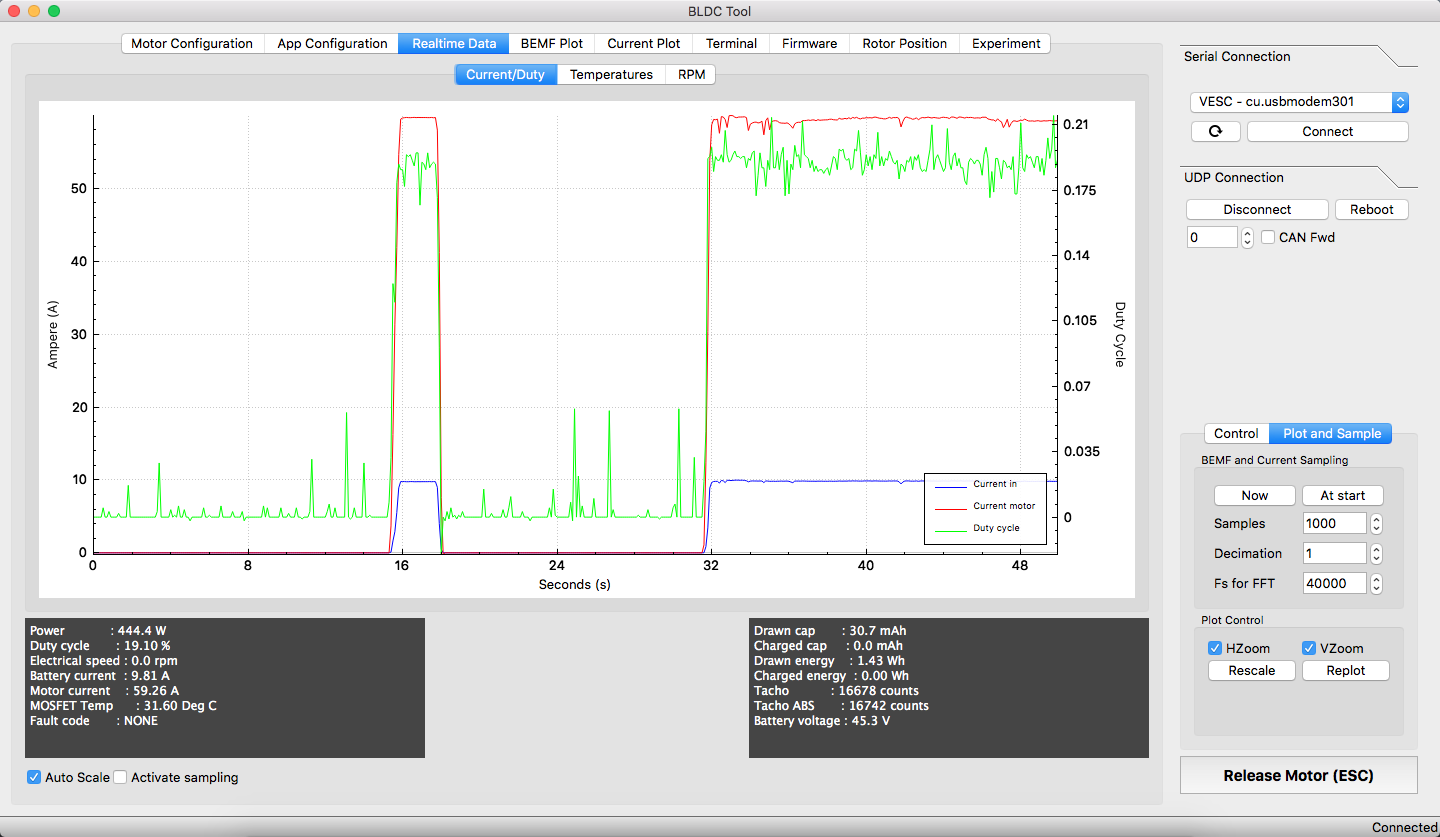 BLDC Tool
Motor Configuration App Configuration Realtime Data BEMF Plot Current Plot Terminal Firmware Rotor Position Experiment
Current/Duty Temperatures RPM
Ampere (A)
50
40
30
20
10
0
0 8 16 24 32 40 48
Seconds (s)
0.21
0.175
0.14
0.105
0.07
0.035
0
Duty Cycle
Current in
Current motor
Duty cycle
Power : 444.4 W
Duty cycle : 19.10 %
Electrical speed : 0.0 rpm
Battery current : 9.81 A
Motor current : 59.26 A
MOSFET Temp : 31.60 Deg C
Fault code : NONE
Drawn cap : 30.7 mAh
Charged cap : 0.0 mAh
Drawn energy : 1.43 Wh
Charged energy : 0.00 Wh
Tacho : 16678 counts
Tacho ABS : 16742 counts
Battery voltage : 45.3 V
Auto Scale Activate sampling
Serial Connection
VESC - cu.usbmodem301
Connect
UDP Connection
Disconnect Reboot
0 CAN Fwd
Control Plot and Sample
BEMF and Current Sampling
Now At start
Samples 1000
Decimation 1
Fs for FFT 40000
Plot Control
HZoom VZoom
Rescale Replot
Release Motor (ESC)
Connected